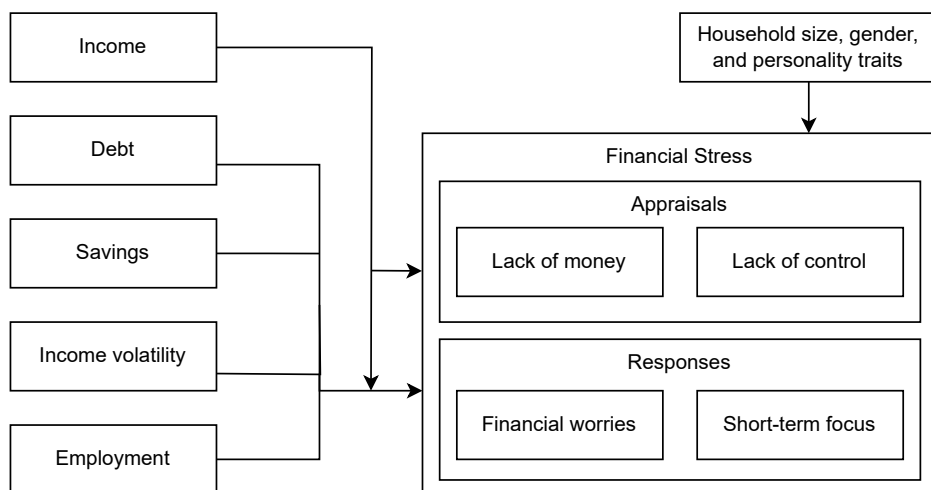 Income
Debt
Savings
Income volatility
Employment
Household size, gender,
and personality traits
Financial Stress
Appraisals
Lack of money
Lack of control
Responses
Financial worries
Short-term focus